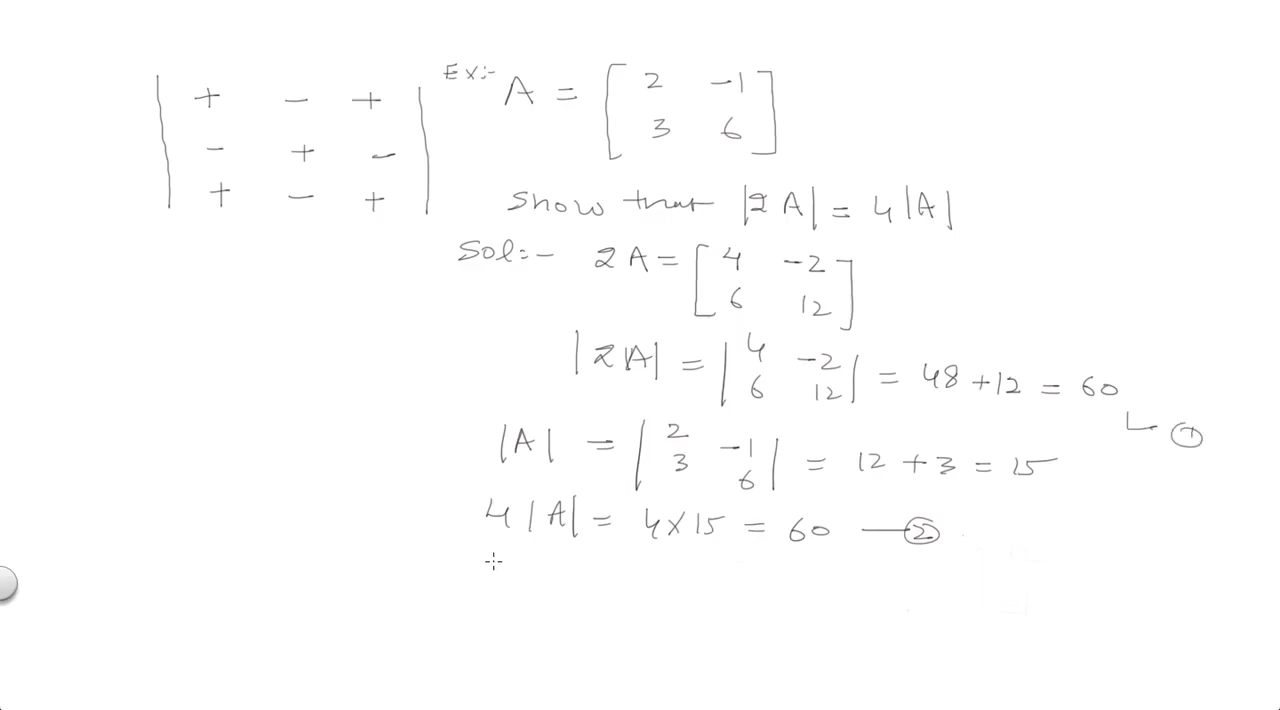 | + - + |
| - + - |
| + - + |
Ex:- A = [ 2 -1
3 6 ]
Show that |2A| = 4|A|
Sol:- 2A = [ 4 -2
6 12 ]
|2A| = | 4 -2
6 12 | = 48 + 12 = 60
①
|A| = | 2 -1
3 6 | = 12 + 3 = 15
4|A| = 4 × 15 = 60 — ②